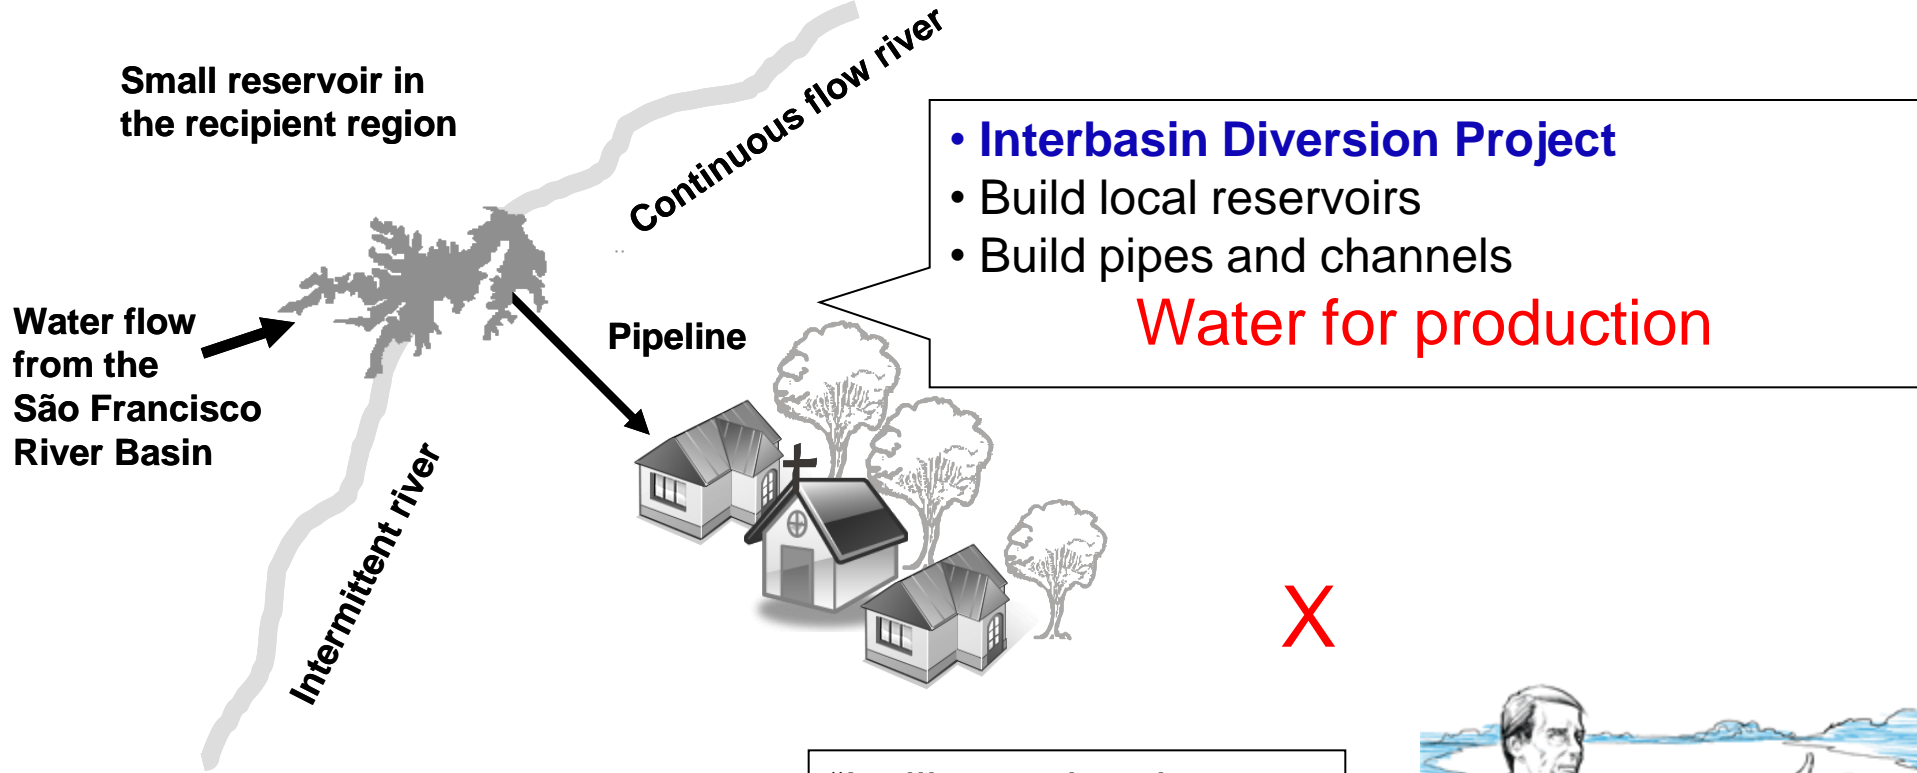 Small reservoir in
the recipient region
Continuous flow river
• Interbasin Diversion Project
• Build local reservoirs
• Build pipes and channels
Water for production
Water flow
from the
São Francisco
River Basin
Pipeline
Intermittent river
X